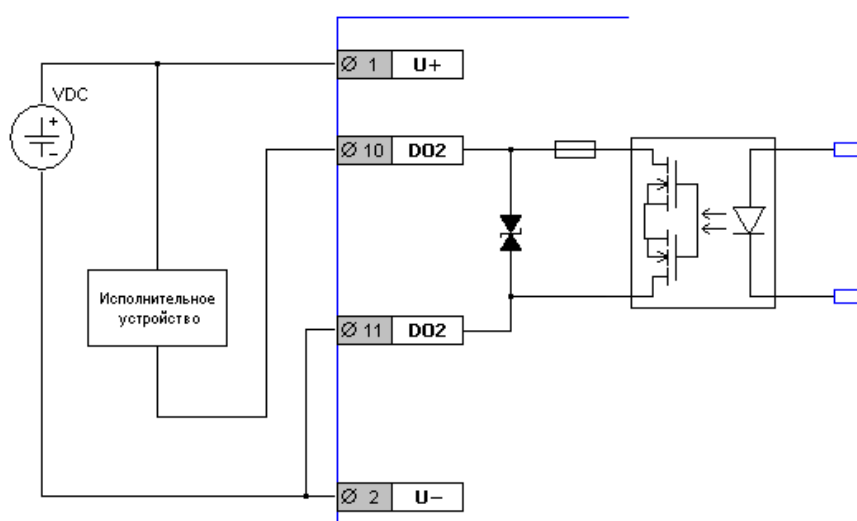 Ø 1 U+
VDC
+
−
Ø 10 DO2
Исполнительное
устройство
Ø 11 DO2
Ø 2 U−